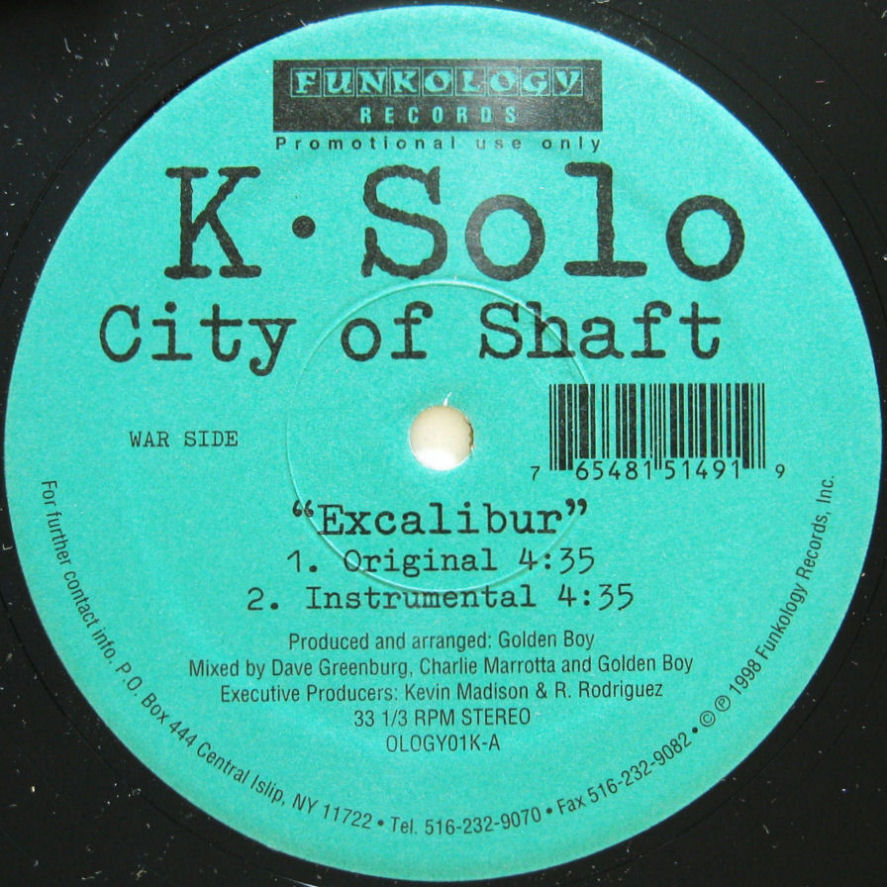 FUNKOLOGY
RECORDS
Promotional use only
K·Solo
City of Shaft
WAR SIDE
7 65481 51491 9
"Excalibur"
1. Original 4:35
2. Instrumental 4:35
Produced and arranged: Golden Boy
Mixed by Dave Greenburg, Charlie Marrotta and Golden Boy
Executive Producers: Kevin Madison & R. Rodriguez
33 1/3 RPM STEREO
OLOGY01K-A
For further contact info. P.O. Box 444 Central Islip, NY 11722 • Tel. 516-232-9070 • Fax 516-232-9082 • © ℗ 1998 Funkology Records, Inc.